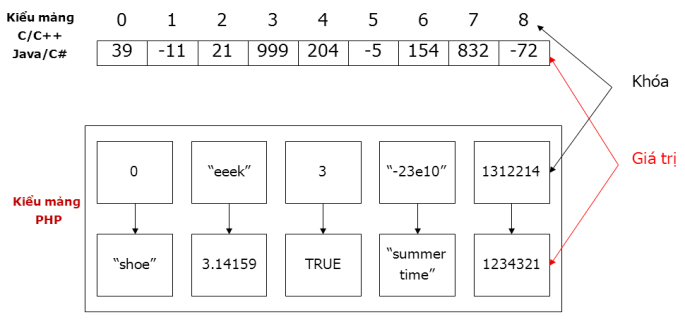 Kiểu mảng
C/C++
Java/C#
0 1 2 3 4 5 6 7 8
39 -11 21 999 204 -5 154 832 -72
Khóa
Giá trị
Kiểu mảng
PHP
0 “eeek” 3 “-23e10” 1312214
“shoe” 3.14159 TRUE “summer
time” 1234321